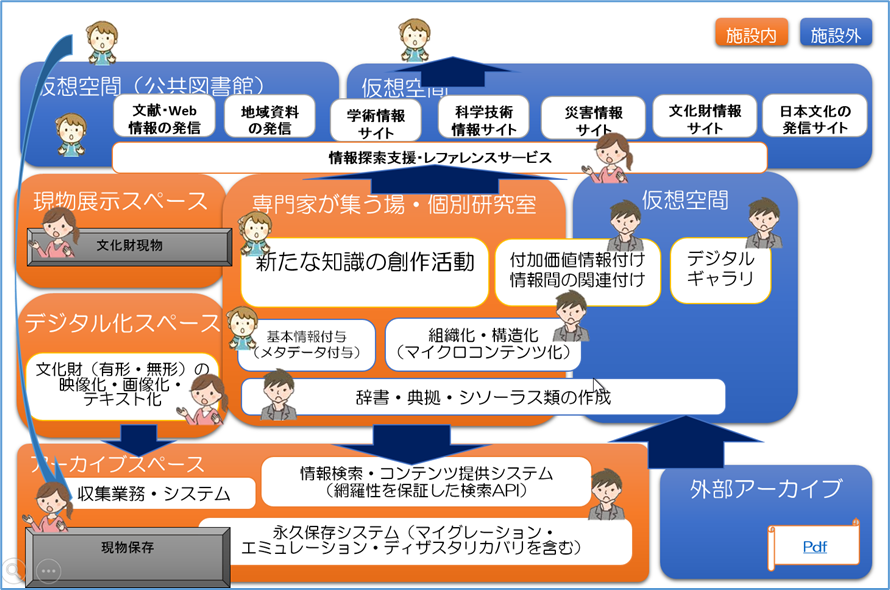 施設内
施設外
仮想空間（公共図書館）
仮想空間
文献・Web
情報の発信
地域資料
の発信
学術情報
サイト
科学技術
情報サイト
災害情報
サイト
文化財情報
サイト
日本文化の
発信サイト
情報探索支援・レファレンスサービス
現物展示スペース
文化財現物
専門家が集う場・個別研究室
仮想空間
新たな知識の創作活動
付加価値情報付け
情報間の関連付け
デジタル
ギャラリ
デジタル化スペース
文化財（有形・無形）の
映像化・画像化・
テキスト化
基本情報付与
（メタデータ付与）
組織化・構造化
（マイクロコンテンツ化）
辞書・典拠・シソーラス類の作成
アーカイブスペース
収集業務・システム
情報検索・コンテンツ提供システム
（網羅性を保証した検索API）
現物保存
永久保存システム（マイグレーション・
エミュレーション・ディザスタリカバリを含む）
外部アーカイブ
Pdf